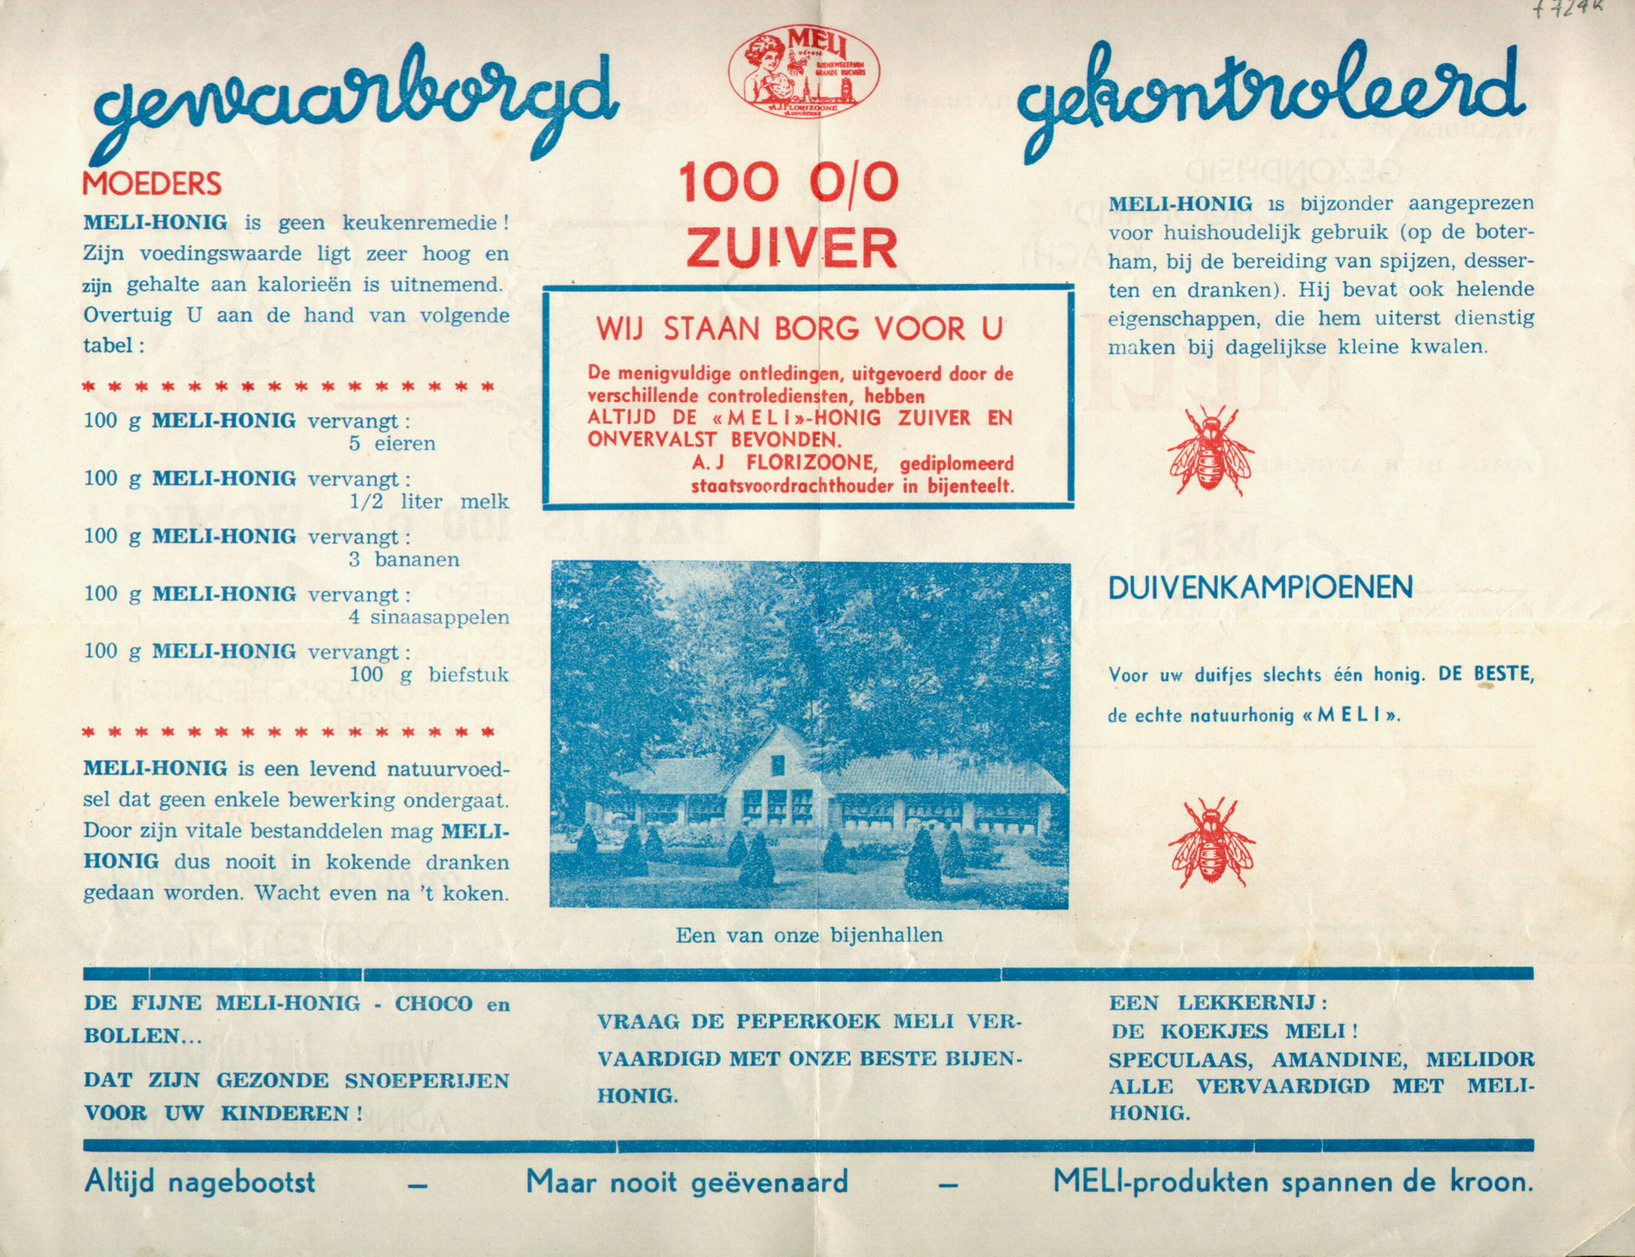 gewaarborgd
MELI
A.J. FLORIZOONE
gekontroleerd
100 0/0
ZUIVER
MOEDERS
MELI-HONIG is geen keukenremedie !
Zijn voedingswaarde ligt zeer hoog en
zijn gehalte aan kalorieën is uitnemend.
Overtuig U aan de hand van volgende
tabel :
* * * * * * * * * * * * * * * *
100 g MELI-HONIG vervangt :
5 eieren
100 g MELI-HONIG vervangt :
1/2 liter melk
100 g MELI-HONIG vervangt :
3 bananen
100 g MELI-HONIG vervangt :
4 sinaasappelen
100 g MELI-HONIG vervangt :
100 g biefstuk
* * * * * * * * * * * * * * * *
MELI-HONIG is een levend natuurvoed-
sel dat geen enkele bewerking ondergaat.
Door zijn vitale bestanddelen mag MELI-
HONIG dus nooit in kokende dranken
gedaan worden. Wacht even na 't koken.
WIJ STAAN BORG VOOR U
De menigvuldige ontledingen, uitgevoerd door de
verschillende controlediensten, hebben
ALTIJD DE «MELI»-HONIG ZUIVER EN
ONVERVALST BEVONDEN.
A. J FLORIZOONE, gediplomeerd
staatsvoordrachthouder in bijenteelt.
Een van onze bijenhallen
MELI-HONIG is bijzonder aangeprezen
voor huishoudelijk gebruik (op de boter-
ham, bij de bereiding van spijzen, desser-
ten en dranken). Hij bevat ook helende
eigenschappen, die hem uiterst dienstig
maken bij dagelijkse kleine kwalen.
DUIVENKAMPIOENEN
Voor uw duifjes slechts één honig. DE BESTE,
de echte natuurhonig «MELI».
DE FIJNE MELI-HONIG - CHOCO en
BOLLEN...
DAT ZIJN GEZONDE SNOEPERIJEN
VOOR UW KINDEREN !
VRAAG DE PEPERKOEK MELI VER-
VAARDIGD MET ONZE BESTE BIJEN-
HONIG.
EEN LEKKERNIJ :
DE KOEKJES MELI !
SPECULAAS, AMANDINE, MELIDOR
ALLE VERVAARDIGD MET MELI-
HONIG.
Altijd nagebootst – Maar nooit geëvenaard – MELI-produkten spannen de kroon.